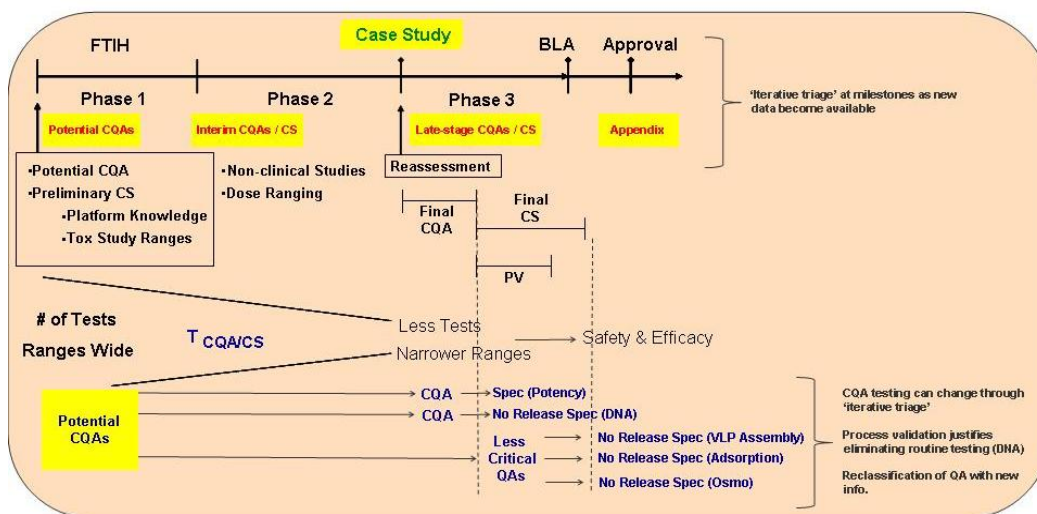 Case Study
FTIH
BLA
Approval
Phase 1
Phase 2
Phase 3
Potential CQAs
Interim CQAs / CS
Late-stage CQAs / CS
Appendix
'Iterative triage' at milestones as new
data become available
•Potential CQA
•Preliminary CS
•Platform Knowledge
•Tox Study Ranges
•Non-clinical Studies
•Dose Ranging
Reassessment
Final
CQA
Final
CS
PV
# of Tests
Ranges Wide
T CQA/CS
Less Tests
Narrower Ranges
Safety & Efficacy
Potential
CQAs
CQA
Spec (Potency)
CQA
No Release Spec (DNA)
Less
Critical
QAs
No Release Spec (VLP Assembly)
No Release Spec (Adsorption)
No Release Spec (Osmo)
CQA testing can change through
'iterative triage'
Process validation justifies
eliminating routine testing (DNA)
Reclassification of QA with new
info.